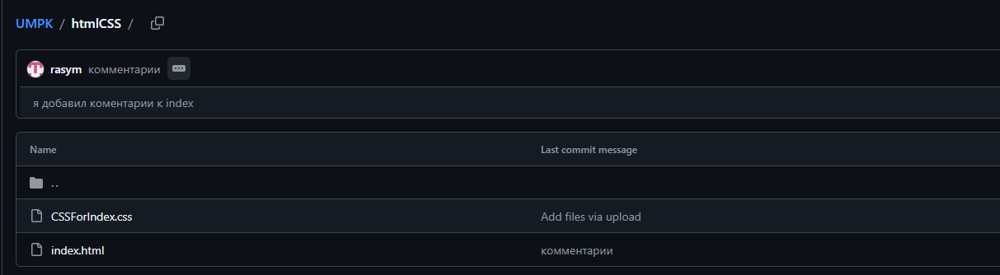 UMPK / htmlCSS /
rasym комментарии
я добавил коментарии к index
Name Last commit message
..
CSSForIndex.css Add files via upload
index.html комментарии